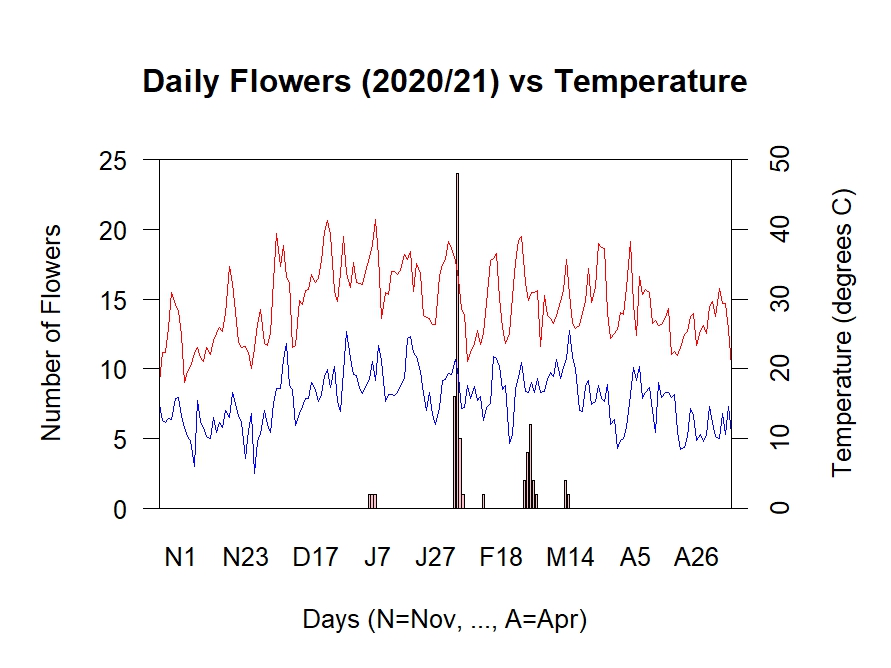 Daily Flowers (2020/21) vs Temperature
25
20
15
10
5
0
Number of Flowers
50
40
30
20
10
0
Temperature (degrees C)
N1 N23 D17 J7 J27 F18 M14 A5 A26
Days (N=Nov, ..., A=Apr)